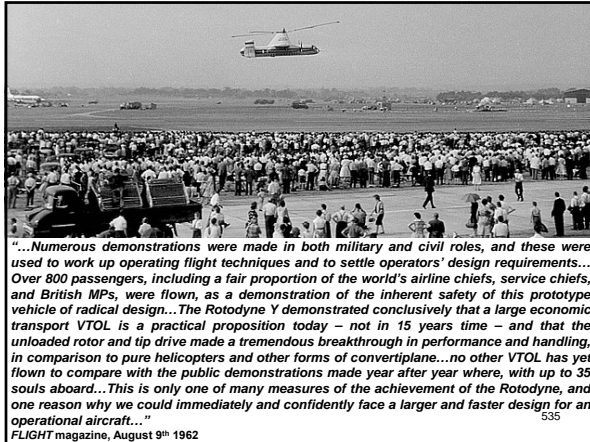 “…Numerous demonstrations were made in both military and civil roles, and these were
used to work up operating flight techniques and to settle operators’ design requirements…
Over 800 passengers, including a fair proportion of the world’s airline chiefs, service chiefs,
and British MPs, were flown, as a demonstration of the inherent safety of this prototype
vehicle of radical design…The Rotodyne Y demonstrated conclusively that a large economic
transport VTOL is a practical proposition today – not in 15 years time – and that the
unloaded rotor and tip drive made a tremendous breakthrough in performance and handling,
in comparison to pure helicopters and other forms of convertiplane…no other VTOL has yet
flown to compare with the public demonstrations made year after year where, with up to 35
souls aboard…This is only one of many measures of the achievement of the Rotodyne, and
one reason why we could immediately and confidently face a larger and faster design for an
operational aircraft…”
535
FLIGHT magazine, August 9th 1962